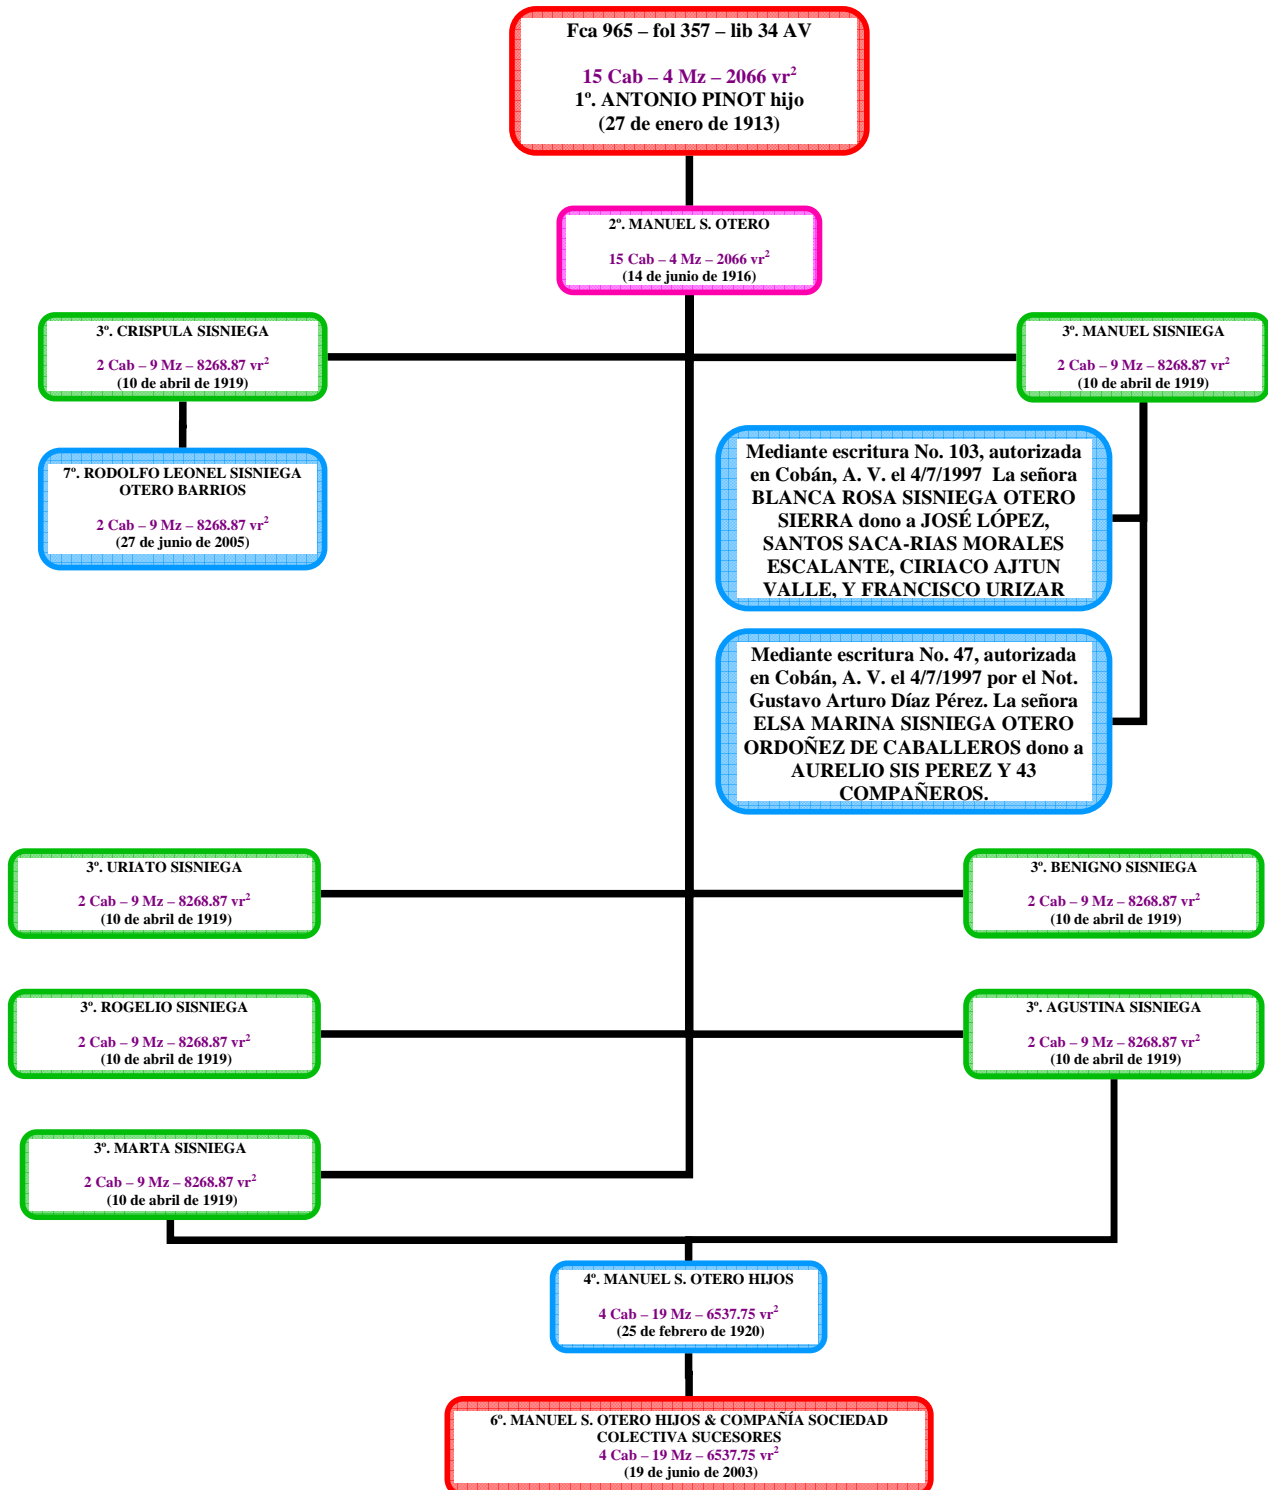 Fca 965 – fol 357 – lib 34 AV
15 Cab – 4 Mz – 2066 vr²
1º. ANTONIO PINOT hijo
(27 de enero de 1913)
2º. MANUEL S. OTERO
15 Cab – 4 Mz – 2066 vr²
(14 de junio de 1916)
3º. CRISPULA SISNIEGA
2 Cab – 9 Mz – 8268.87 vr²
(10 de abril de 1919)
3º. MANUEL SISNIEGA
2 Cab – 9 Mz – 8268.87 vr²
(10 de abril de 1919)
7º. RODOLFO LEONEL SISNIEGA
OTERO BARRIOS
2 Cab – 9 Mz – 8268.87 vr²
(27 de junio de 2005)
Mediante escritura No. 103, autorizada
en Cobán, A. V. el 4/7/1997 La señora
BLANCA ROSA SISNIEGA OTERO
SIERRA dono a JOSÉ LÓPEZ,
SANTOS SACA-RIAS MORALES
ESCALANTE, CIRIACO AJTUN
VALLE, Y FRANCISCO URIZAR
Mediante escritura No. 47, autorizada
en Cobán, A. V. el 4/7/1997 por el Not.
Gustavo Arturo Díaz Pérez. La señora
ELSA MARINA SISNIEGA OTERO
ORDOÑEZ DE CABALLEROS dono a
AURELIO SIS PEREZ Y 43
COMPAÑEROS.
3º. URIATO SISNIEGA
2 Cab – 9 Mz – 8268.87 vr²
(10 de abril de 1919)
3º. BENIGNO SISNIEGA
2 Cab – 9 Mz – 8268.87 vr²
(10 de abril de 1919)
3º. ROGELIO SISNIEGA
2 Cab – 9 Mz – 8268.87 vr²
(10 de abril de 1919)
3º. AGUSTINA SISNIEGA
2 Cab – 9 Mz – 8268.87 vr²
(10 de abril de 1919)
3º. MARTA SISNIEGA
2 Cab – 9 Mz – 8268.87 vr²
(10 de abril de 1919)
4º. MANUEL S. OTERO HIJOS
4 Cab – 19 Mz – 6537.75 vr²
(25 de febrero de 1920)
6º. MANUEL S. OTERO HIJOS & COMPAÑÍA SOCIEDAD
COLECTIVA SUCESORES
4 Cab – 19 Mz – 6537.75 vr²
(19 de junio de 2003)